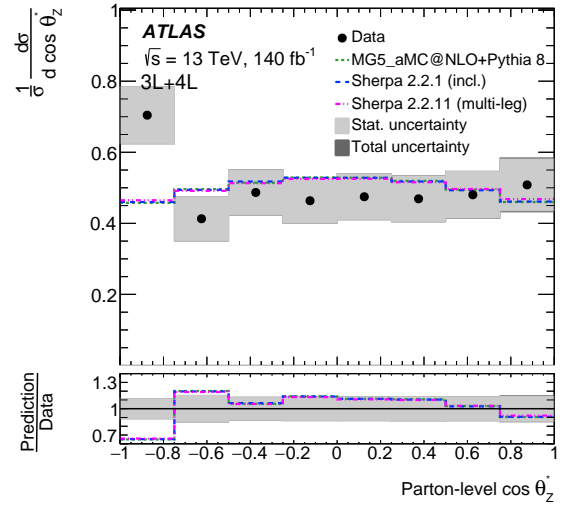 ATLAS
√s = 13 TeV, 140 fb⁻¹
3L+4L
Data
MG5_aMC@NLO+Pythia 8
Sherpa 2.2.1 (incl.)
Sherpa 2.2.11 (multi-leg)
Stat. uncertainty
Total uncertainty
1/σ dσ/d cos θ*Z
1
0.8
0.6
0.4
0.2
Prediction/Data
1.3
1
0.7
−1 −0.8 −0.6 −0.4 −0.2 0 0.2 0.4 0.6 0.8 1
Parton-level cos θ*Z